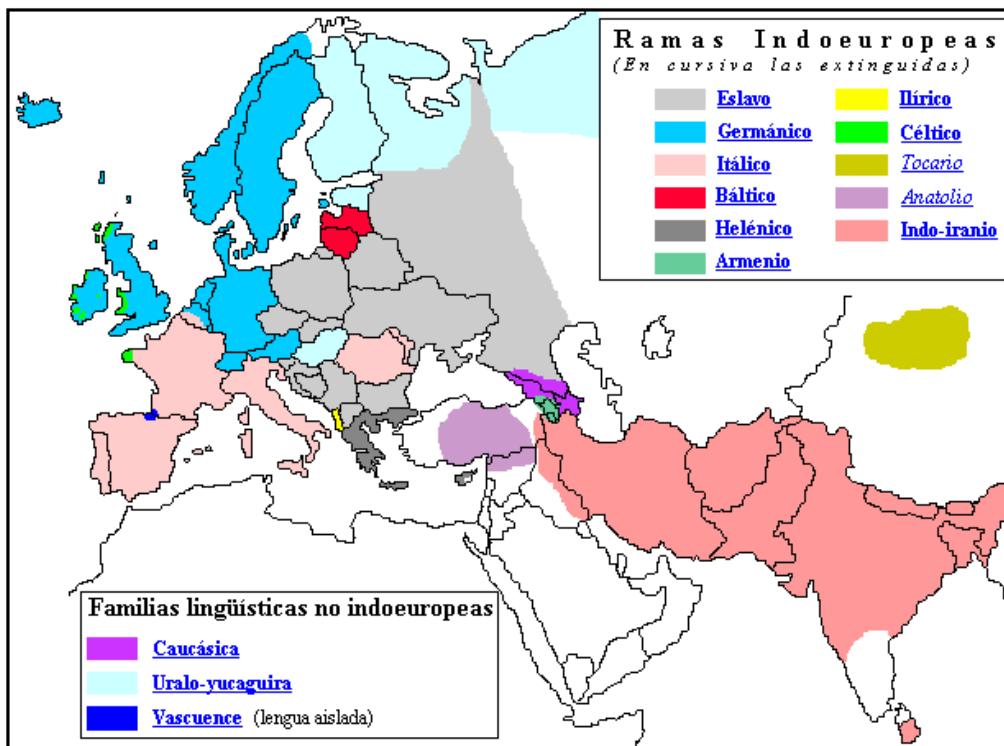 Ramas Indoeuropeas
(En cursiva las extinguidas)
Eslavo
Germánico
Itálico
Báltico
Helénico
Armenio
Ilírico
Céltico
Tocario
Anatolio
Indo-iranio
Familias lingüísticas no indoeuropeas
Caucásica
Uralo-yucaguira
Vascuence (lengua aislada)